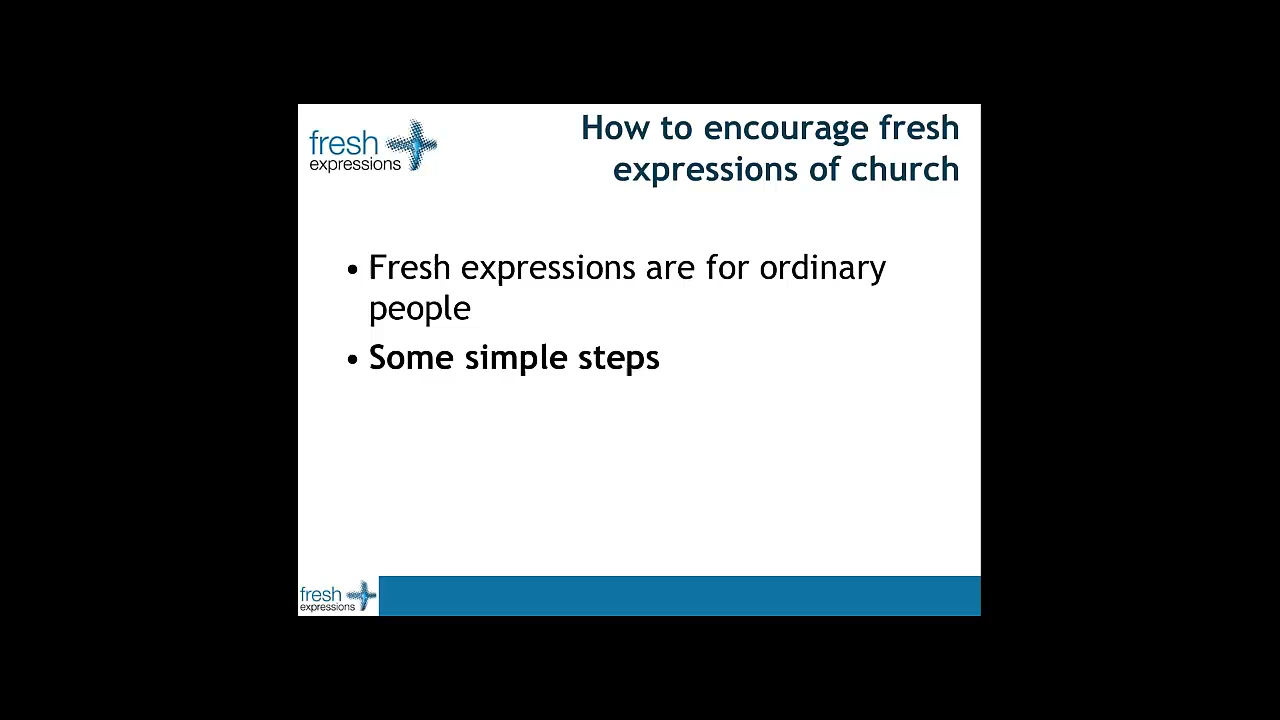 fresh
expressions
How to encourage fresh
expressions of church
• Fresh expressions are for ordinary
people
• Some simple steps
fresh
expressions